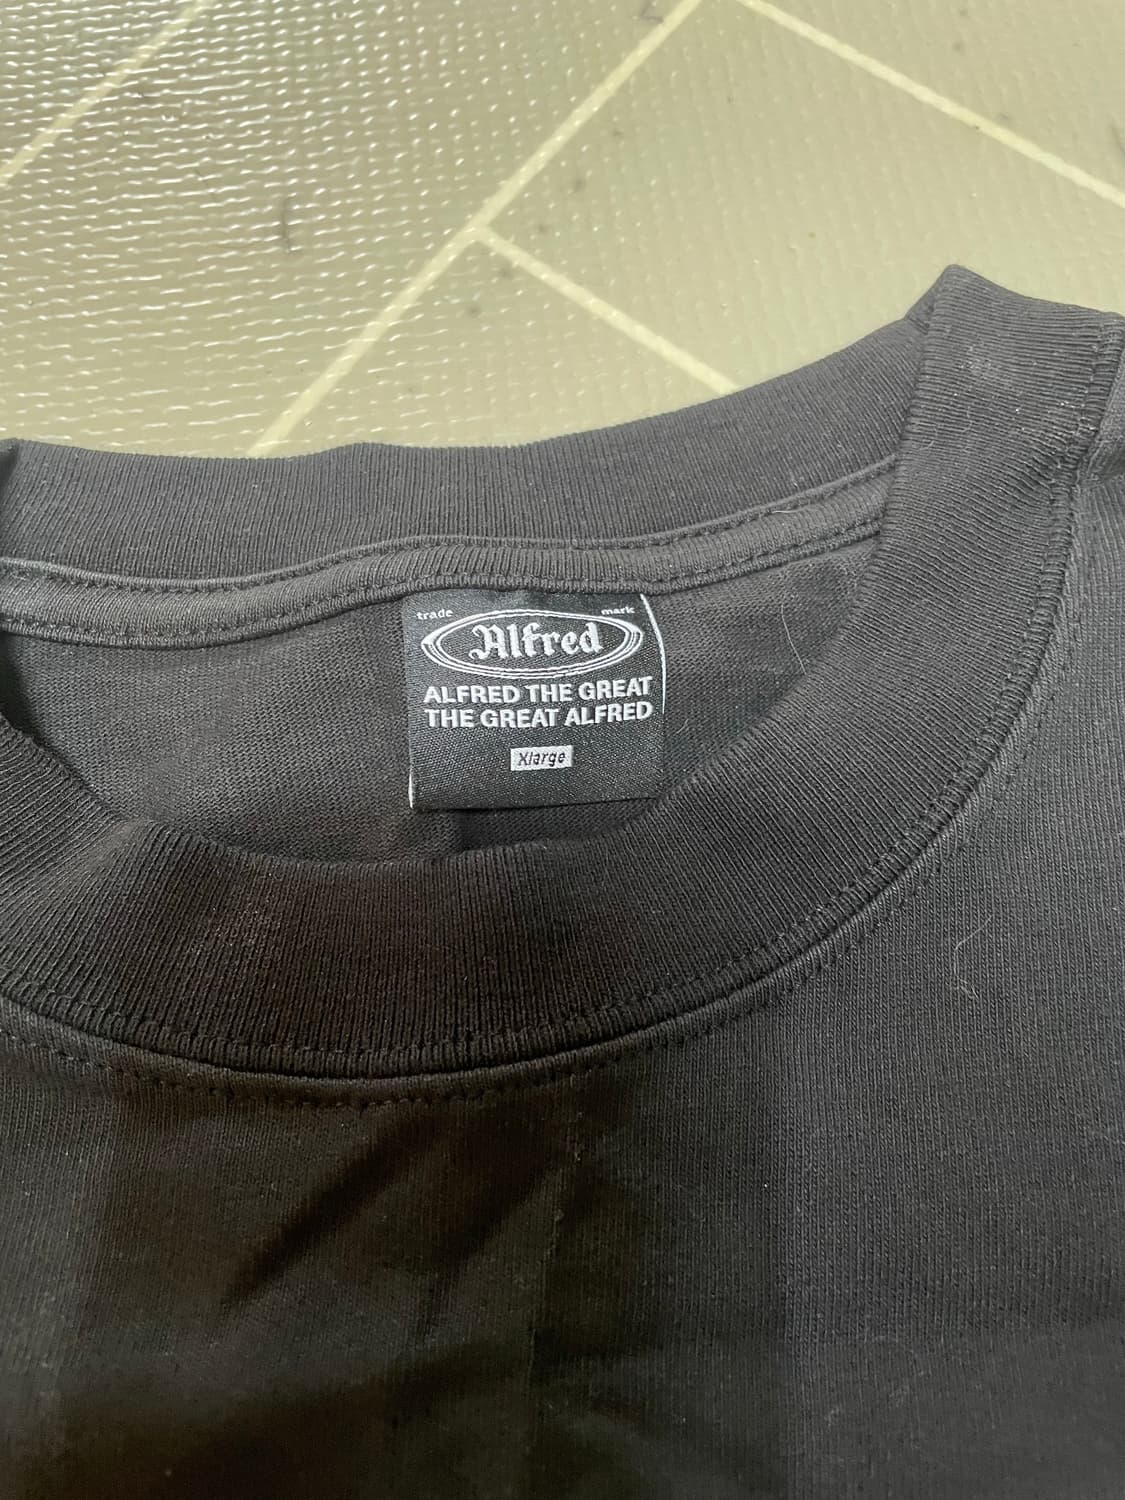 trade mark
Alfred
ALFRED THE GREAT
THE GREAT ALFRED
Xlarge